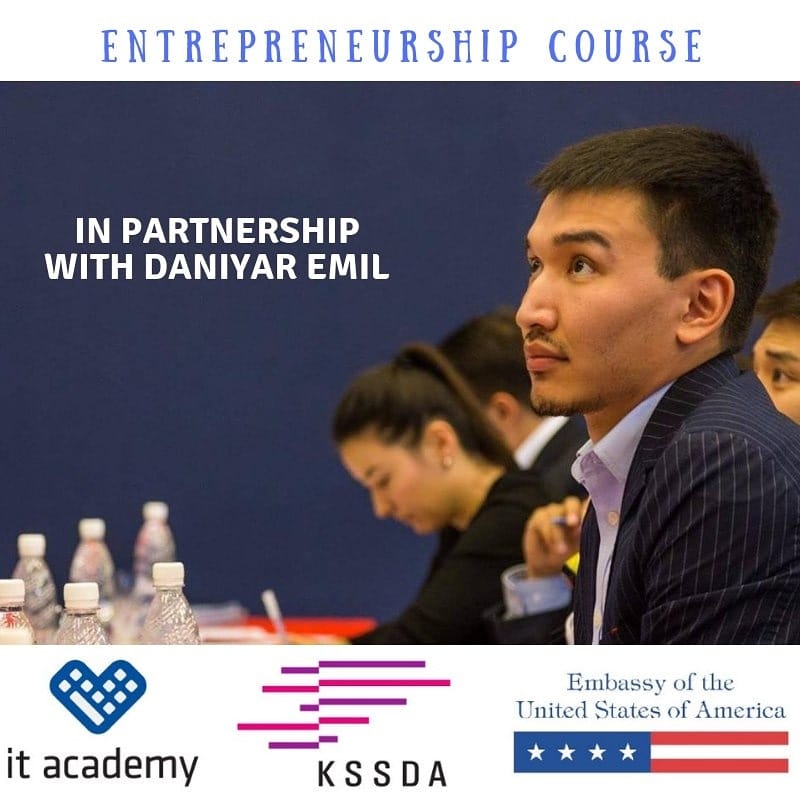 ENTREPRENEURSHIP COURSE
IN PARTNERSHIP
WITH DANIYAR EMIL
it academy
KSSDA
Embassy of the
United States of America